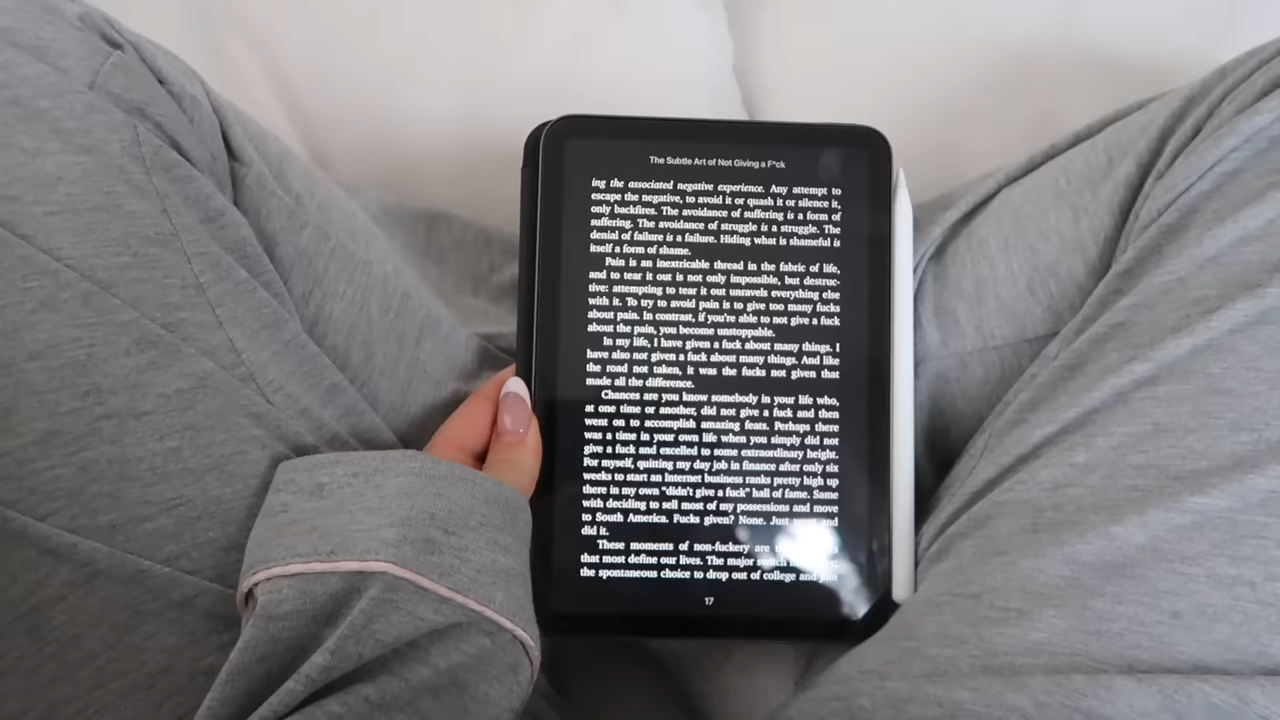 The Subtle Art of Not Giving a F*ck
ing the associated negative experience. Any attempt to
escape the negative, to avoid it or quash it or silence it,
only backfires. The avoidance of suffering is a form of
suffering. The avoidance of struggle is a struggle. The
denial of failure is a failure. Hiding what is shameful is
itself a form of shame.
Pain is an inextricable thread in the fabric of life,
and to tear it out is not only impossible, but destruc-
tive: attempting to tear it out unravels everything else
with it. To try to avoid pain is to give too many fucks
about pain. In contrast, if you're able to not give a fuck
about the pain, you become unstoppable.
In my life, I have given a fuck about many things. I
have also not given a fuck about many things. And like
the road not taken, it was the fucks not given that
made all the difference.
Chances are you know somebody in your life who,
at one time or another, did not give a fuck and then
went on to accomplish amazing feats. Perhaps there
was a time in your own life when you simply did not
give a fuck and excelled to some extraordinary height.
For myself, quitting my day job in finance after only six
weeks to start an Internet business ranks pretty high up
there in my own "didn't give a fuck" hall of fame. Same
with deciding to sell most of my possessions and move
to South America. Fucks given? None. Just went and
did it.
These moments of non-fuckery are
that most define our lives. The major switch
the spontaneous choice to drop out of college and join
17